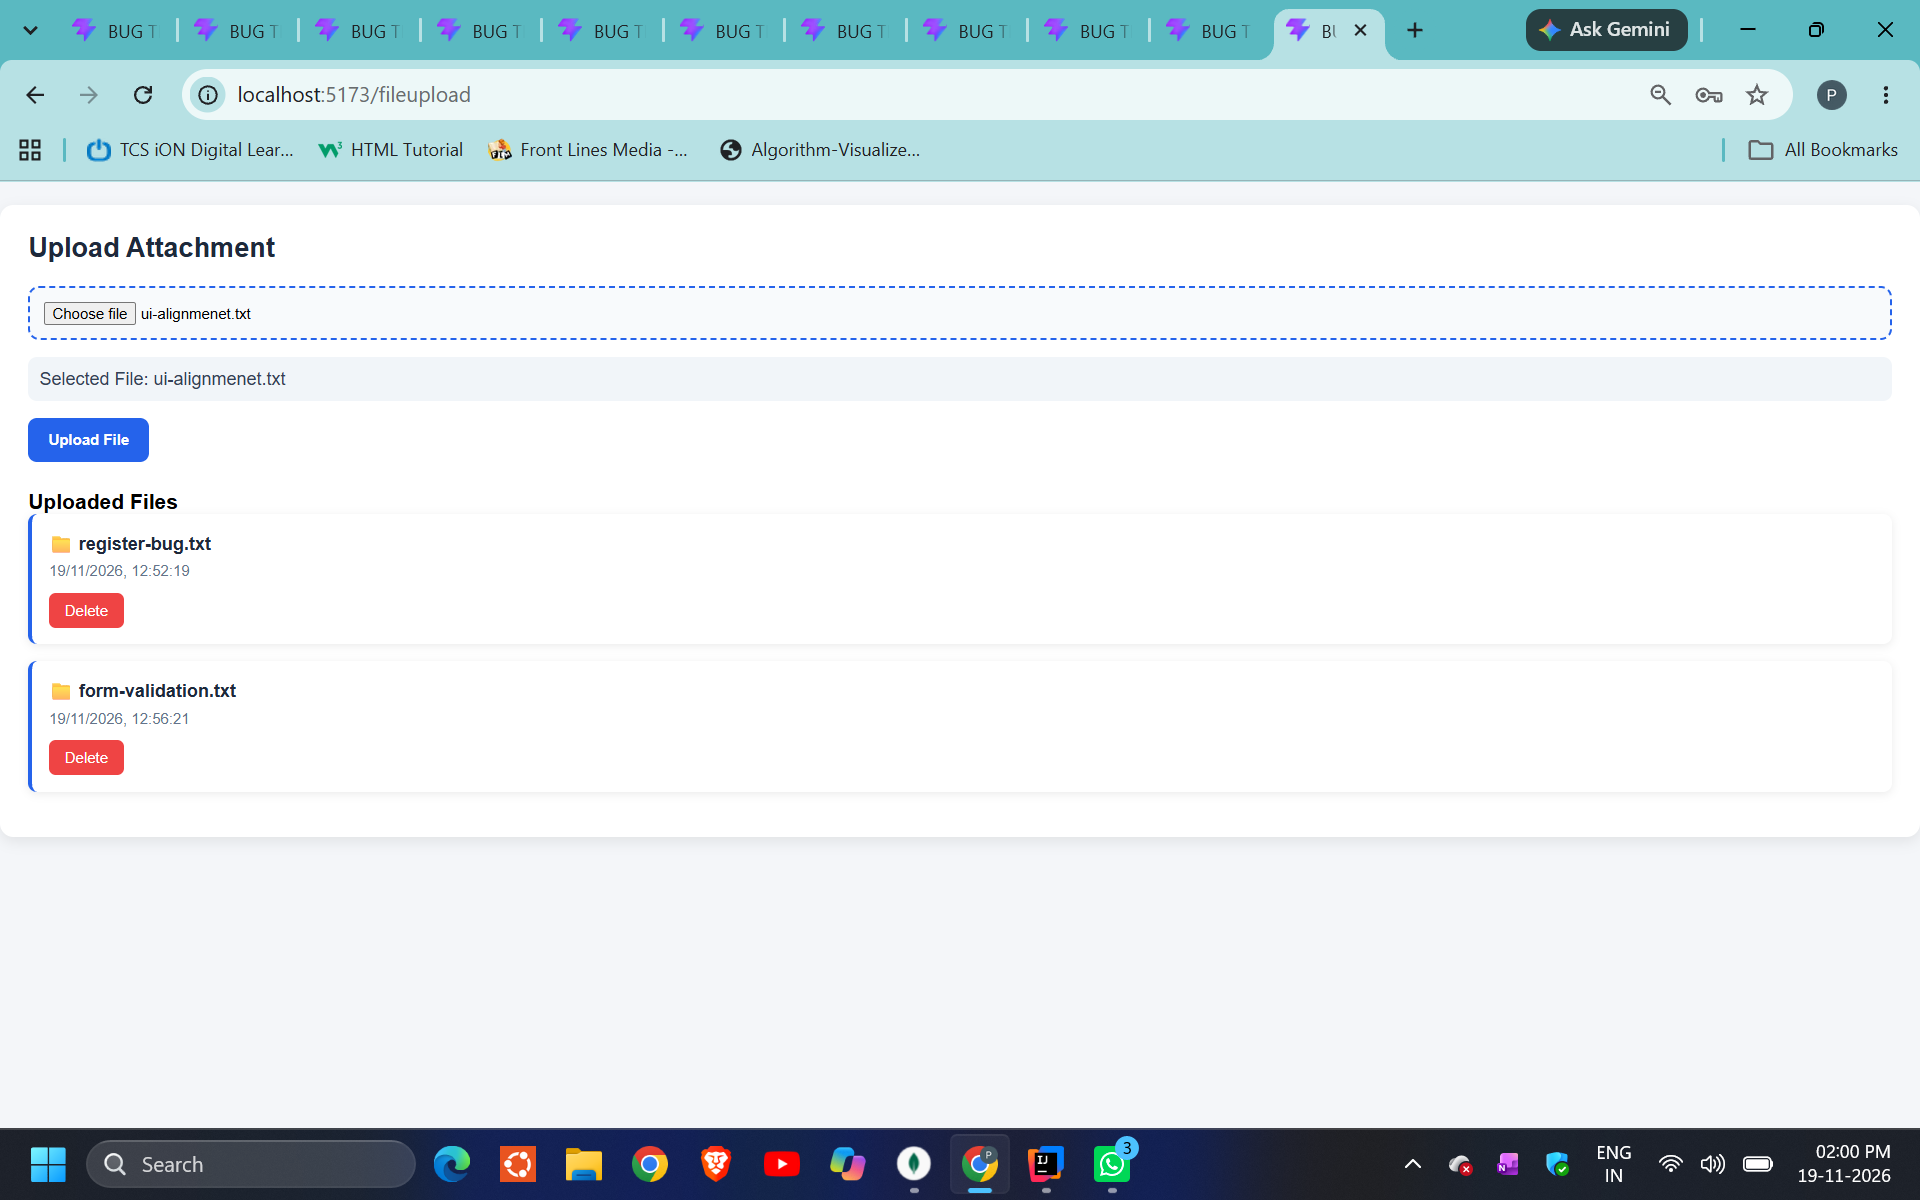 BUG T
BUG T
BUG T
BUG T
BUG T
BUG T
BUG T
BUG T
BUG T
BUG T
BU
Ask Gemini
localhost:5173/fileupload
P
TCS iON Digital Lear...
HTML Tutorial
Front Lines Media -...
Algorithm-Visualize...
All Bookmarks
Upload Attachment
Choose file ui-alignmenet.txt
Selected File: ui-alignmenet.txt
Upload File
Uploaded Files
register-bug.txt
19/11/2026, 12:52:19
Delete
form-validation.txt
19/11/2026, 12:56:21
Delete
Search
P
IJ
3
N
ENG
IN
02:00 PM
19-11-2026